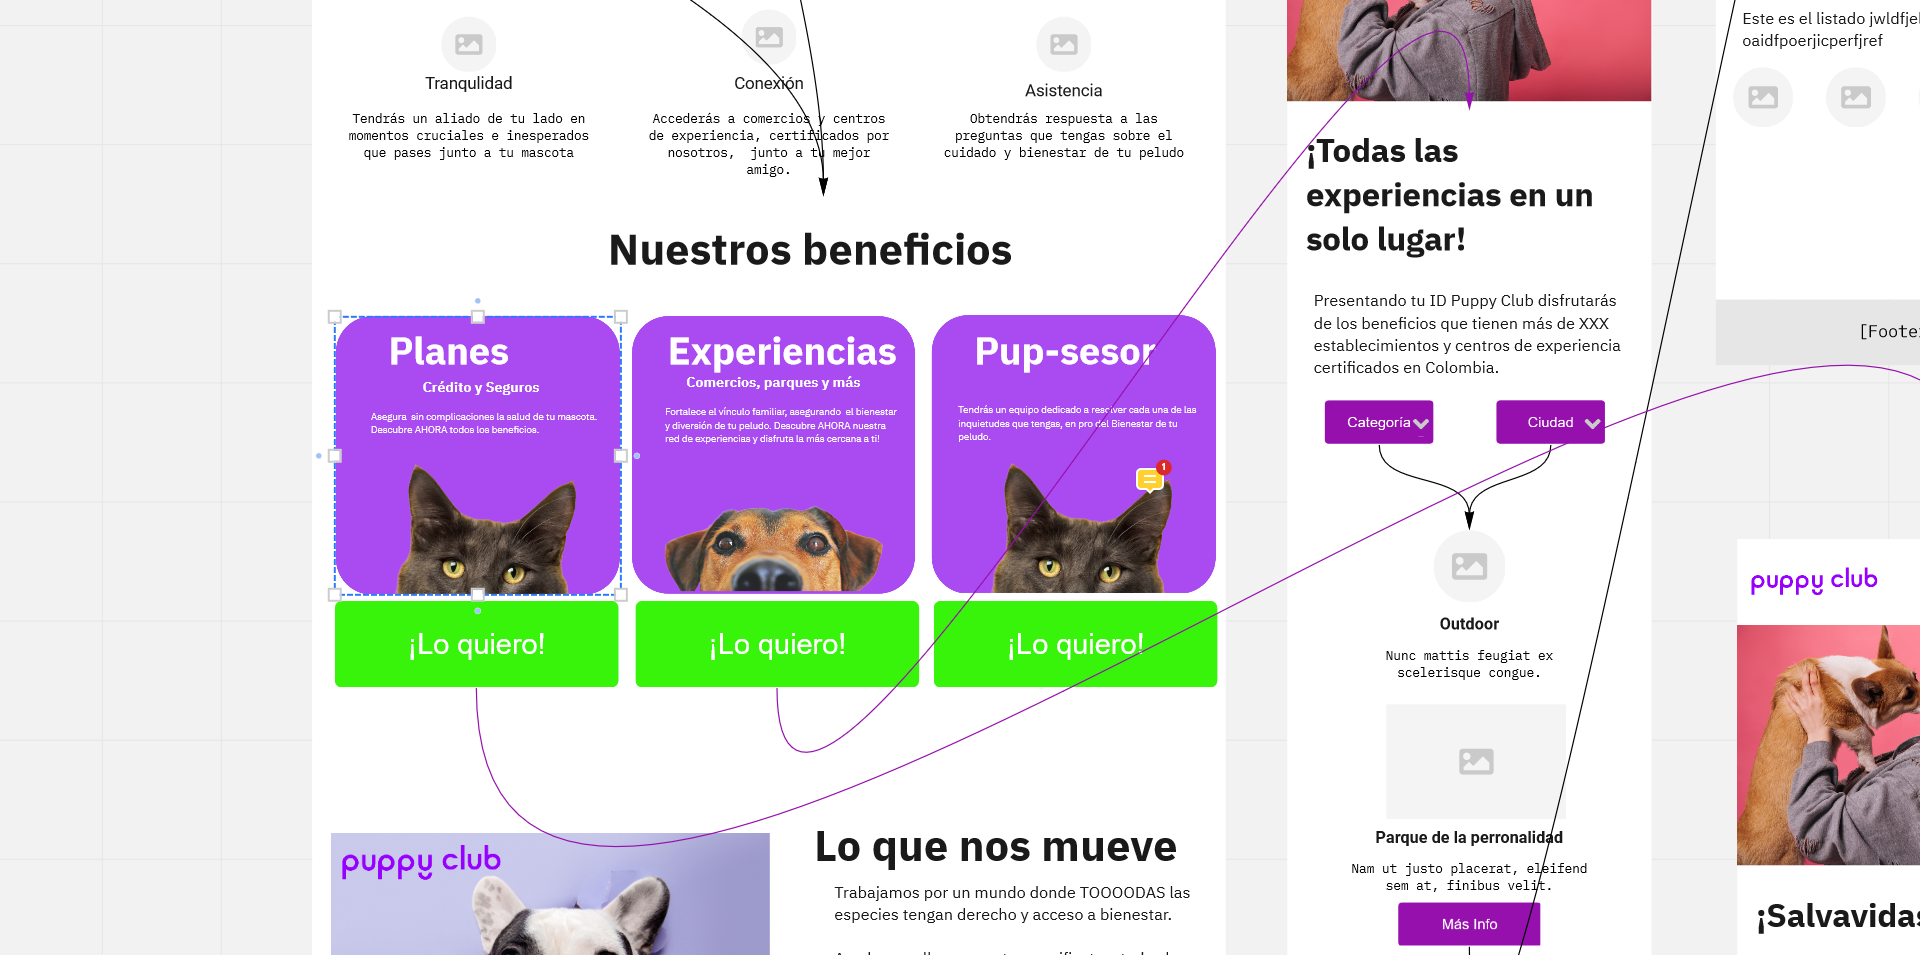 Tranqulidad
Tendrás un aliado de tu lado en
momentos cruciales e inesperados
que pases junto a tu mascota
Conexión
Accederás a comercios y centros
de experiencia, certificados por
nosotros, junto a tu mejor
amigo.
Asistencia
Obtendrás respuesta a las
preguntas que tengas sobre el
cuidado y bienestar de tu peludo
Nuestros beneficios
Planes
Crédito y Seguros
Asegura sin complicaciones la salud de tu mascota.
Descubre AHORA todos los beneficios.
¡Lo quiero!
Experiencias
Comercios, parques y más
Fortalece el vínculo familiar, asegurando el bienestar
y diversión de tu peludo. Descubre AHORA nuestra
red de experiencias y disfruta la más cercana a ti!
¡Lo quiero!
Pup-sesor
Tendrás un equipo dedicado a resolver cada una de las
inquietudes que tengas, en pro del Bienestar de tu
peludo.
1
¡Lo quiero!
puppy club
Lo que nos mueve
Trabajamos por un mundo donde TOOOODAS las
especies tengan derecho y acceso a bienestar.
¡Todas las
experiencias en un
solo lugar!
Presentando tu ID Puppy Club disfrutarás
de los beneficios que tienen más de XXX
establecimientos y centros de experiencia
certificados en Colombia.
Categoría
Ciudad
Outdoor
Nunc mattis feugiat ex
scelerisque congue.
Parque de la perronalidad
Nam ut justo placerat, eleifend
sem at, finibus velit.
Más Info
Este es el listado jwldfjel
oaidfpoerjicperfjref
[Foote
puppy club
¡Salvavidas